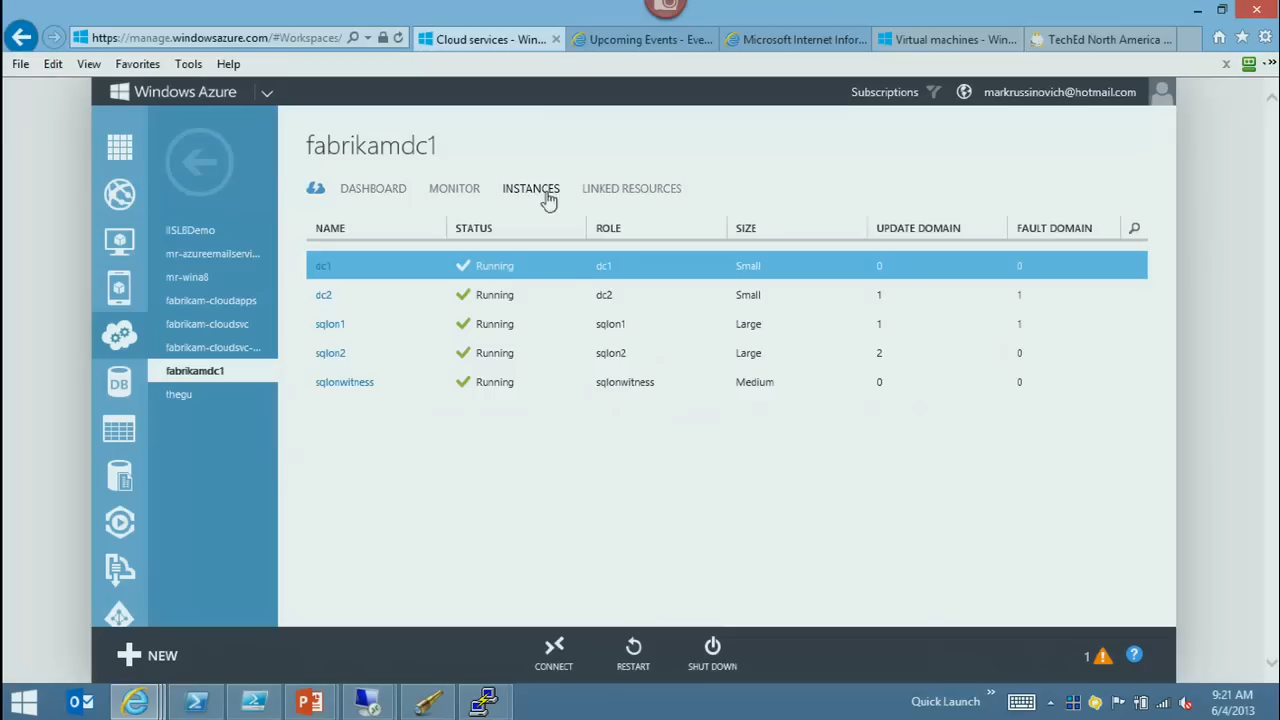 https://manage.windowsazure.com/#Workspaces/
Cloud services - Win...
Upcoming Events - Eve...
Microsoft Internet Infor...
Virtual machines - Win...
TechEd North America ...
File Edit View Favorites Tools Help
Windows Azure
Subscriptions
markrussinovich@hotmail.com
fabrikamdc1
DASHBOARD MONITOR INSTANCES LINKED RESOURCES
IISLBDemo
mr-azureemailservi...
mr-wina8
fabrikam-cloudapps
fabrikam-cloudsvc
fabrikam-cloudsvc-...
fabrikamdc1
thegu
DB
NAME STATUS ROLE SIZE UPDATE DOMAIN FAULT DOMAIN
dc1 Running dc1 Small 0 0
dc2 Running dc2 Small 1 1
sqlon1 Running sqlon1 Large 1 1
sqlon2 Running sqlon2 Large 2 0
sqlonwitness Running sqlonwitness Medium 0 0
NEW
CONNECT
RESTART
SHUT DOWN
1
?
Quick Launch
9:21 AM
6/4/2013